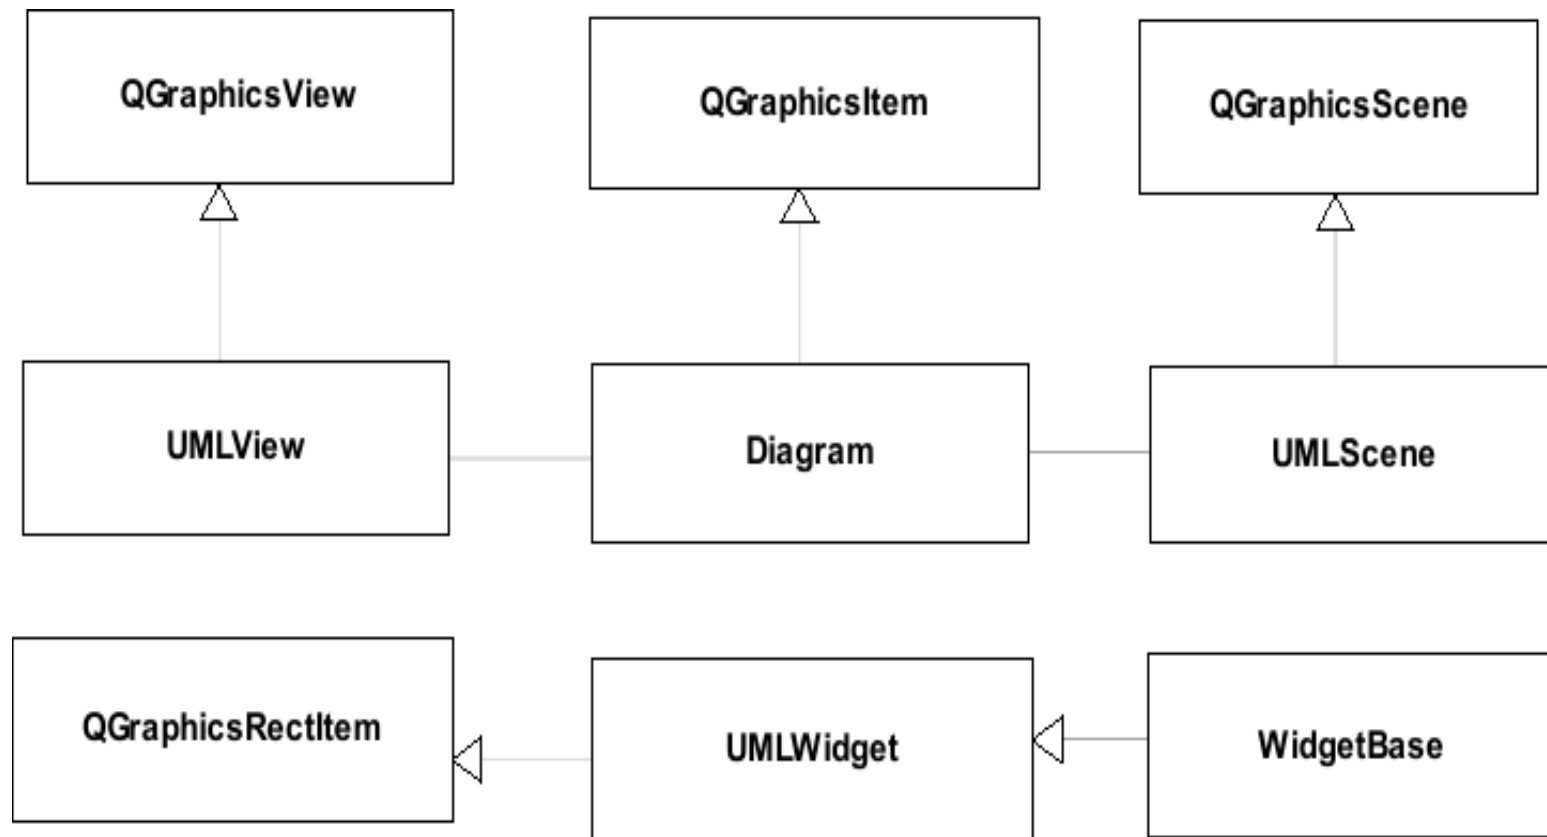 QGraphicsView
QGraphicsItem
QGraphicsScene
UMLView
Diagram
UMLScene
QGraphicsRectItem
UMLWidget
WidgetBase